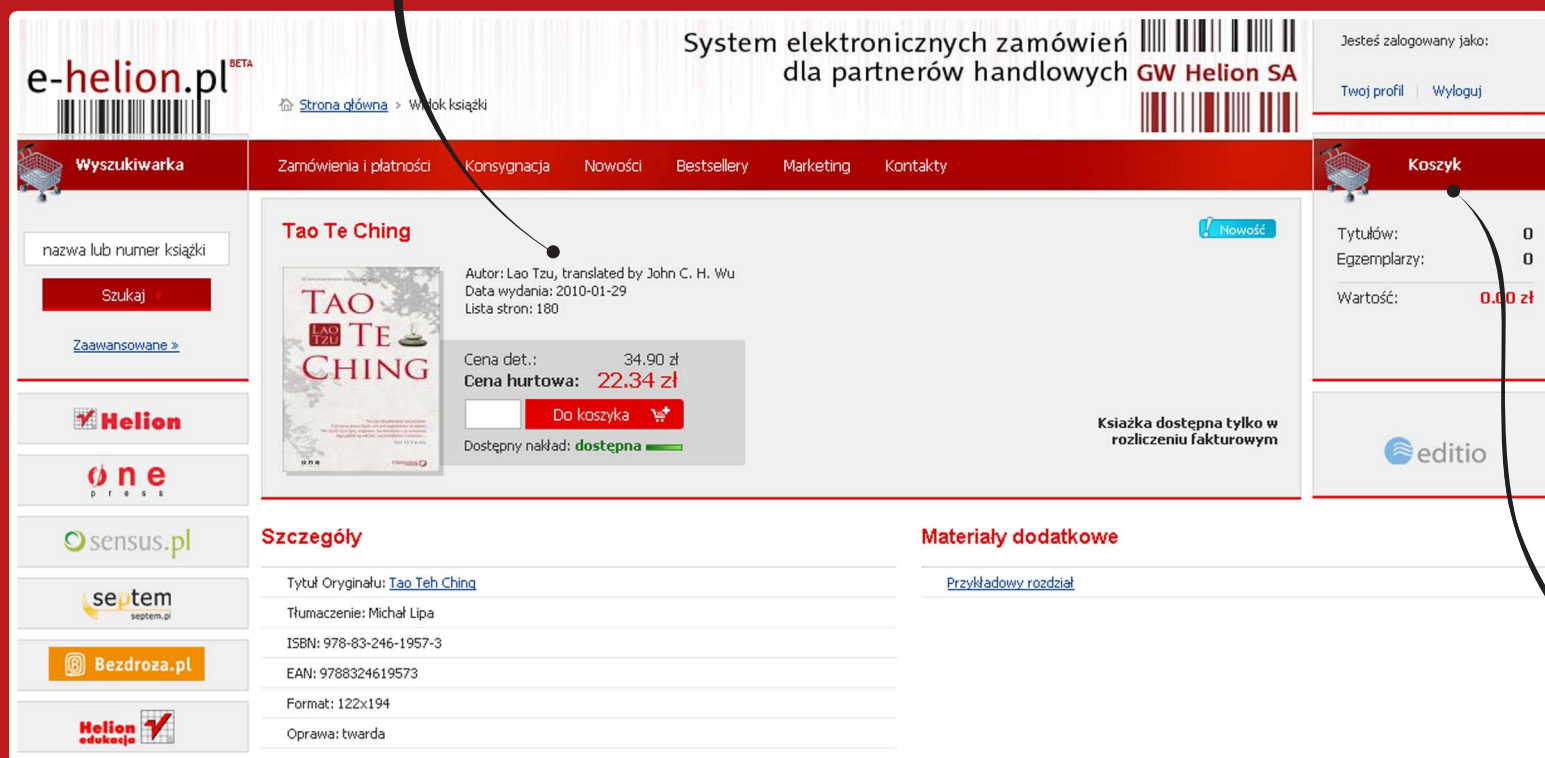 e-helion.pl BETA
System elektronicznych zamówień
dla partnerów handlowych GW Helion SA
Strona główna > Widok książki
Jesteś zalogowany jako:
Twoj profil | Wyloguj
Wyszukiwarka
Zamówienia i płatności Konsygnacja Nowości Bestsellery Marketing Kontakty
Koszyk
nazwa lub numer książki
Szukaj
Zaawansowane »
Tao Te Ching
Nowość
Autor: Lao Tzu, translated by John C. H. Wu
Data wydania: 2010-01-29
Lista stron: 180
TAO
LAO TZU TE
CHING
one
Cena det.: 34.90 zł
Cena hurtowa: 22.34 zł
Do koszyka
Dostępny nakład: dostępna
Ksiażka dostępna tylko w
rozliczeniu fakturowym
Tytułów: 0
Egzemplarzy: 0
Wartość: 0.00 zł
editio
Helion
one
press
sensus.pl
septem
septem.pl
Bezdroza.pl
Helion
edukacja
Szczegóły
Tytuł Oryginału: Tao Teh Ching
Tłumaczenie: Michał Lipa
ISBN: 978-83-246-1957-3
EAN: 9788324619573
Format: 122x194
Oprawa: twarda
Materiały dodatkowe
Przykładowy rozdział